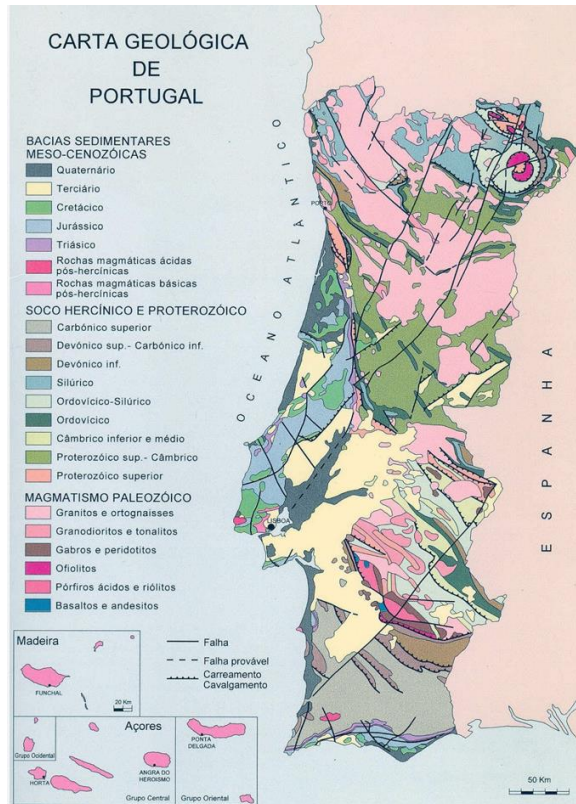 CARTA GEOLÓGICA
DE
PORTUGAL
BACIAS SEDIMENTARES
MESO-CENOZÓICAS
Quaternário
Terciário
Cretácico
Jurássico
Triásico
Rochas magmáticas ácidas
pós-hercínicas
Rochas magmáticas básicas
pós-hercínicas
SOCO HERCÍNICO E PROTEROZÓICO
Carbónico superior
Devónico sup.- Carbónico inf.
Devónico inf.
Silúrico
Ordovícico-Silúrico
Ordovícico
Câmbrico inferior e médio
Proterozóico sup.- Câmbrico
Proterozóico superior
MAGMATISMO PALEOZÓICO
Granitos e ortognaisses
Granodioritos e tonalitos
Gabros e peridotitos
Ofiolitos
Pórfiros ácidos e riólitos
Basaltos e andesitos
OCEANO ATLÂNTICO
PORTO
LISBOA
ESPANHA
Falha
Falha provável
Carreamento
Cavalgamento
Madeira
FUNCHAL
20 Km
Açores
Grupo Ocidental
HORTA
ANGRA DO
HEROISMO
Grupo Central
PONTA
DELGADA
Grupo Oriental
50 Km